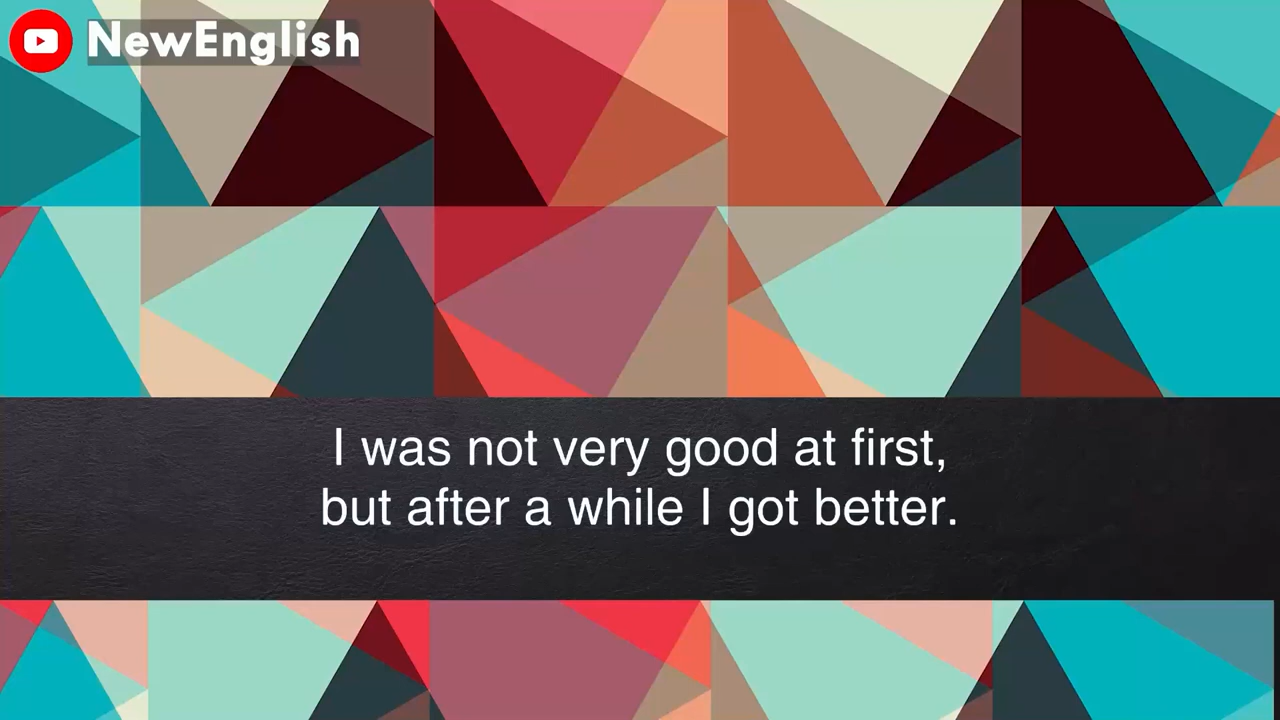 NewEnglish
I was not very good at first,
but after a while I got better.